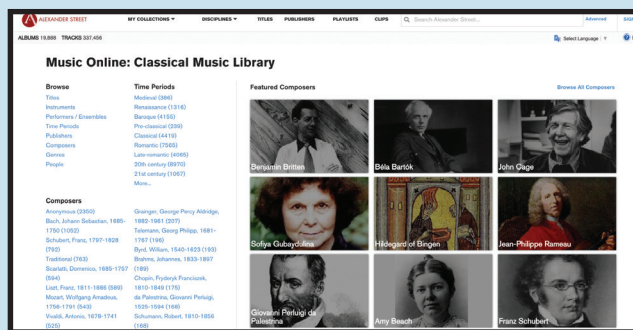 ALEXANDER STREET
MY COLLECTIONS ▾
DISCIPLINES ▾
TITLES
PUBLISHERS
PLAYLISTS
CLIPS
Search Alexander Street...
Advanced
ALBUMS 19,898 TRACKS 337,456
Select Language
Music Online: Classical Music Library
Browse
Titles
Instruments
Performers / Ensembles
Time Periods
Publishers
Composers
Genres
People
Time Periods
Medieval (386)
Renaissance (1316)
Baroque (4155)
Pre-classical (239)
Classical (4419)
Romantic (7565)
Late-romantic (4065)
20th century (8970)
21st century (1067)
More...
Composers
Anonymous (2350)
Bach, Johann Sebastian, 1685-
1750 (1052)
Schubert, Franz, 1797-1828
(792)
Traditional (763)
Scarlatti, Domenico, 1685-1757
(594)
Liszt, Franz, 1811-1886 (589)
Mozart, Wolfgang Amadeus,
1756-1791 (543)
Vivaldi, Antonio, 1678-1741
(525)
Grainger, George Percy Aldridge,
1882-1961 (207)
Telemann, Georg Philipp, 1681-
1767 (196)
Byrd, William, 1540-1623 (193)
Brahms, Johannes, 1833-1897
(189)
Chopin, Fryderyk Franciszek,
1810-1849 (175)
da Palestrina, Giovanni Perluigi,
1525-1594 (168)
Schumann, Robert, 1810-1856
(168)
Featured Composers
Browse All Composers
Benjamin Britten
Béla Bartók
John Cage
Sofiya Gubaydulina
Hildegard of Bingen
Jean-Philippe Rameau
Giovanni Perluigi da
Palestrina
Amy Beach
Franz Schubert